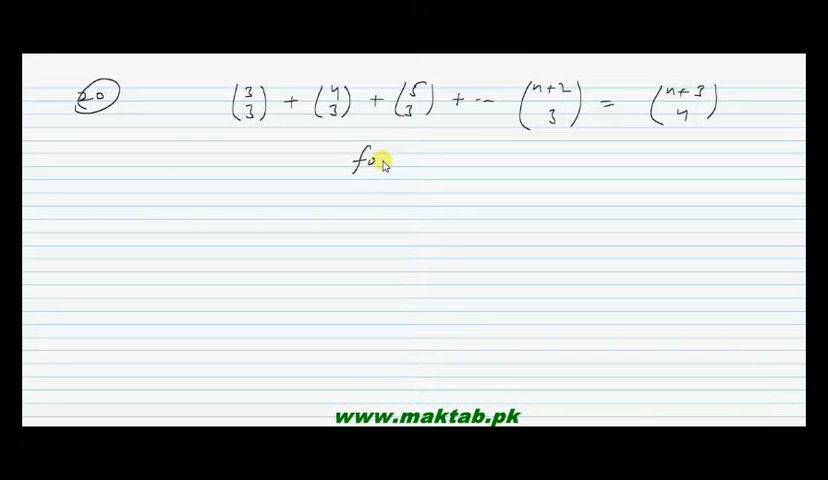 20 (3 3) + (4 3) + (5 3) + -- (n+2 3) = (n+3 4)
fo
www.maktab.pk